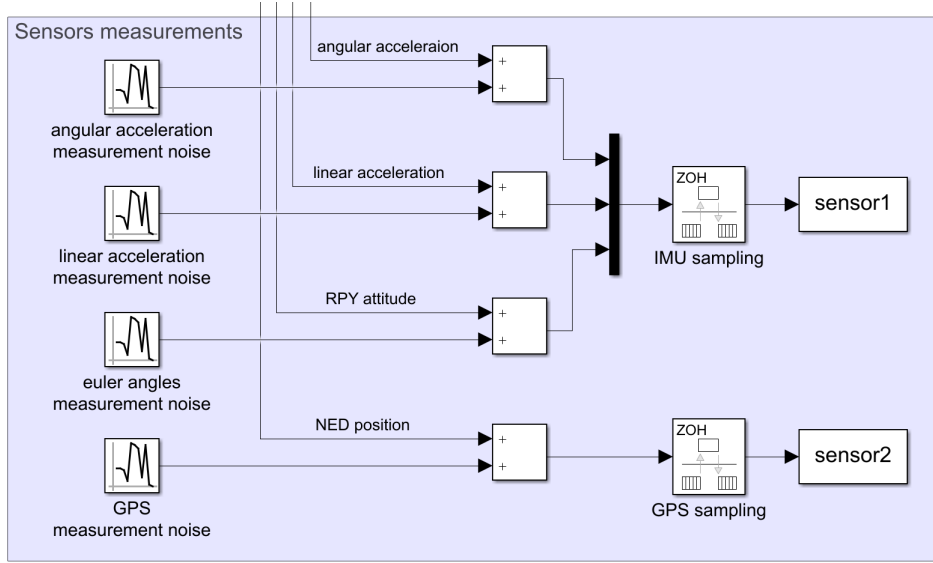 Sensors measurements
angular acceleraion
+
+
angular acceleration
measurement noise
linear acceleration
+
+
ZOH
sensor1
IMU sampling
linear acceleration
measurement noise
RPY attitude
+
+
euler angles
measurement noise
NED position
+
+
ZOH
sensor2
GPS sampling
GPS
measurement noise